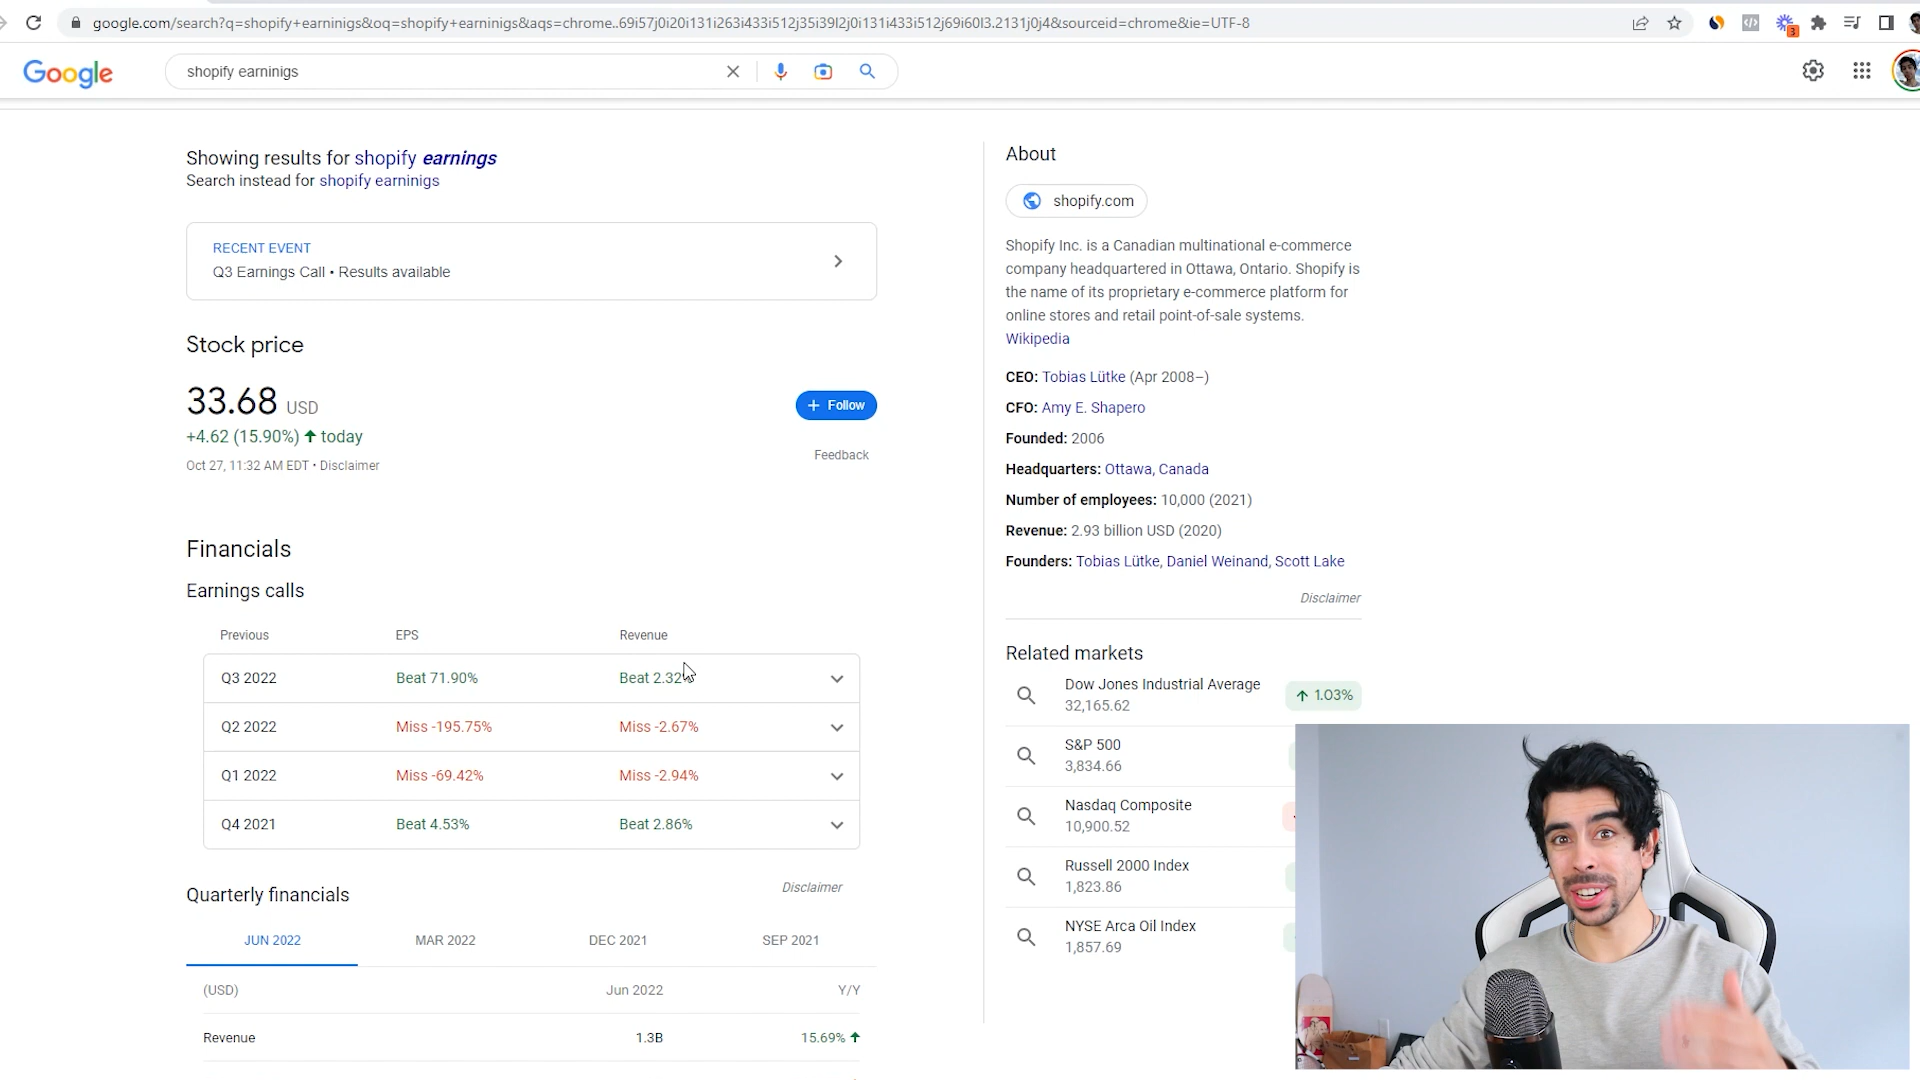 google.com/search?q=shopify+earninigs&oq=shopify+earninigs&aqs=chrome..69i57j0i20i131i263i433i512j35i39l2j0i131i433i512j69i60l3.2131j0j4&sourceid=chrome&ie=UTF-8
3
Google
shopify earninigs
Showing results for shopify earnings
Search instead for shopify earninigs
RECENT EVENT
Q3 Earnings Call • Results available
Stock price
33.68 USD
+ Follow
+4.62 (15.90%) ↑ today
Feedback
Oct 27, 11:32 AM EDT • Disclaimer
Financials
Earnings calls
Previous EPS Revenue
Q3 2022 Beat 71.90% Beat 2.32%
Q2 2022 Miss -195.75% Miss -2.67%
Q1 2022 Miss -69.42% Miss -2.94%
Q4 2021 Beat 4.53% Beat 2.86%
Disclaimer
Quarterly financials
JUN 2022 MAR 2022 DEC 2021 SEP 2021
(USD) Jun 2022 Y/Y
Revenue 1.3B 15.69% ↑
About
shopify.com
Shopify Inc. is a Canadian multinational e-commerce
company headquartered in Ottawa, Ontario. Shopify is
the name of its proprietary e-commerce platform for
online stores and retail point-of-sale systems.
Wikipedia
CEO: Tobias Lütke (Apr 2008–)
CFO: Amy E. Shapero
Founded: 2006
Headquarters: Ottawa, Canada
Number of employees: 10,000 (2021)
Revenue: 2.93 billion USD (2020)
Founders: Tobias Lütke, Daniel Weinand, Scott Lake
Disclaimer
Related markets
Dow Jones Industrial Average
32,165.62
↑ 1.03%
S&P 500
3,834.66
Nasdaq Composite
10,900.52
Russell 2000 Index
1,823.86
NYSE Arca Oil Index
1,857.69